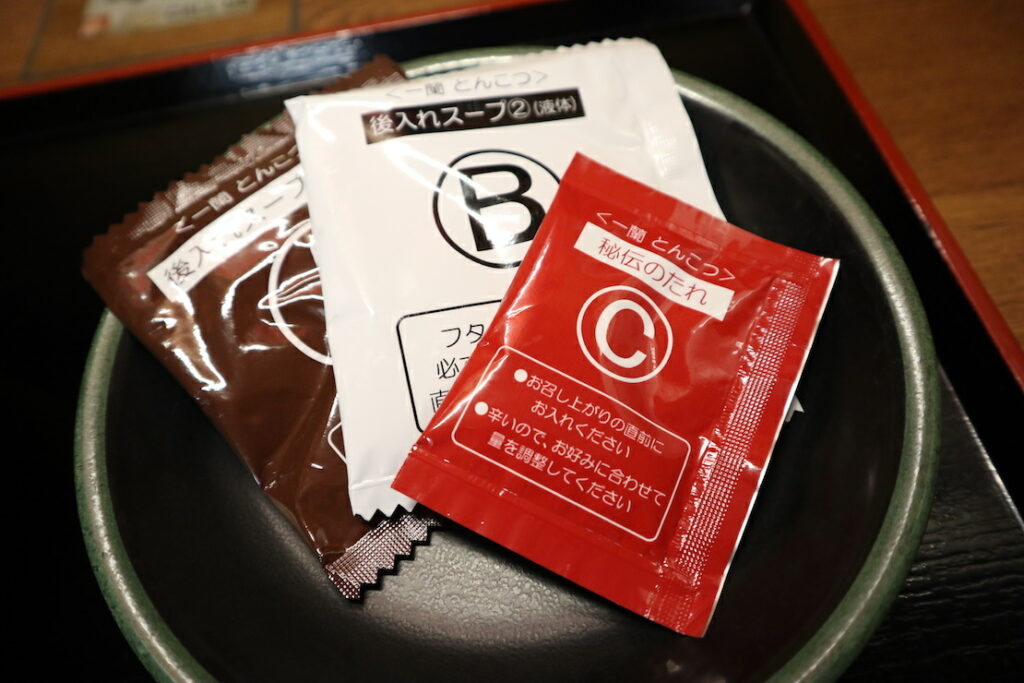 <一蘭 とんこつ>
後入れスープ
<一蘭 とんこつ>
後入れスープ②(液体)
B
フタ
必
直
<一蘭 とんこつ>
秘伝のたれ
C
●お召し上がりの直前に
お入れください
●辛いので、お好みに合わせて
量を調整してください